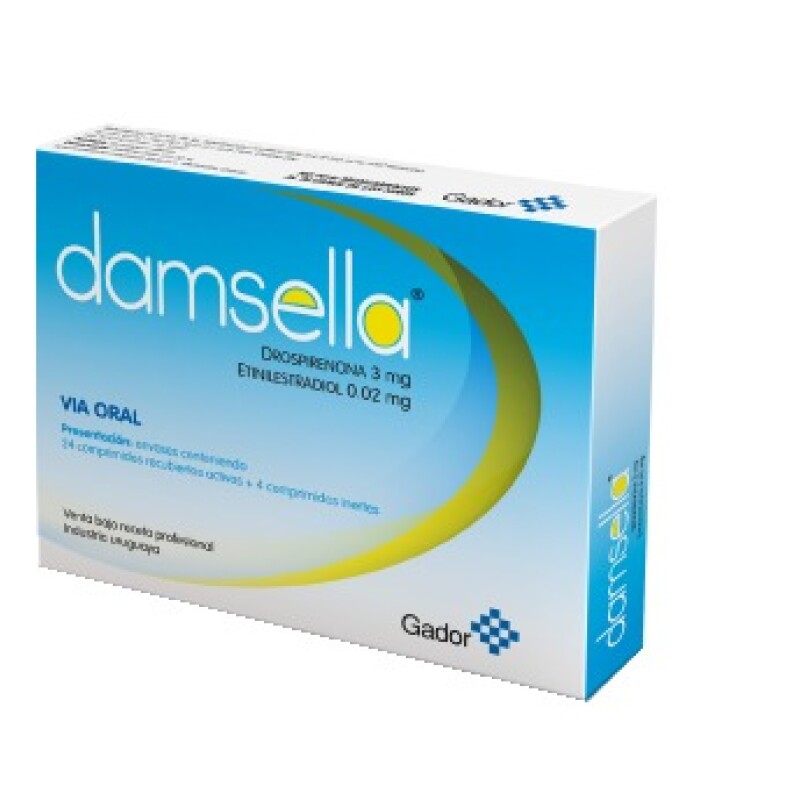 Gador
damsella®
DROSPIRENONA 3 mg
ETINILESTRADIOL 0.02 mg
VIA ORAL
Presentación: envases conteniendo
24 comprimidos recubiertos activos + 4 comprimidos inertes
Venta bajo receta profesional
Industria uruguaya
Gador
damsella